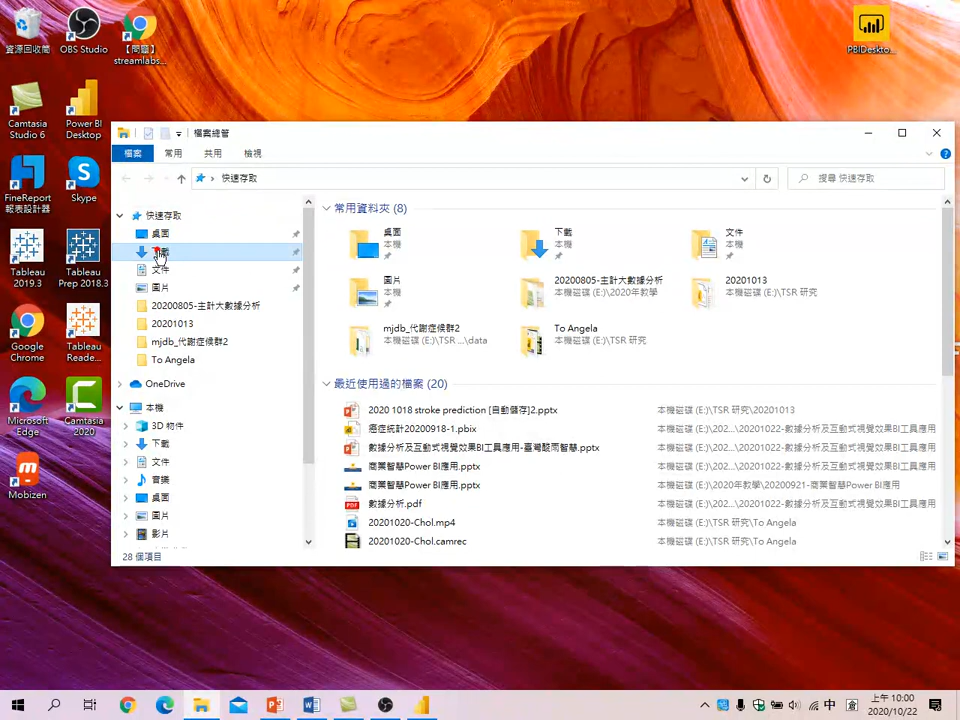 資源回收筒
OBS Studio
【問題】
streamlabs...
PBIDeskto...
Camtasia
Studio 6
Power BI
Desktop
FineReport
報表設計器
Skype
Tableau
2019.3
Tableau
Prep 2018.3
Google
Chrome
Tableau
Reade...
Microsoft
Edge
Camtasia
2020
Mobizen
檔案總管
檔案
常用
共用
檢視
快速存取
搜尋 快速存取
快速存取
桌面
下載
文件
圖片
20200805-主計大數據分析
20201013
mjdb_代謝症候群2
To Angela
OneDrive
本機
3D 物件
下載
文件
音樂
桌面
圖片
影片
常用資料夾 (8)
桌面
本機
下載
本機
文件
本機
圖片
本機
20200805-主計大數據分析
本機磁碟 (E:)\2020年教學
20201013
本機磁碟 (E:)\TSR 研究
mjdb_代謝症候群2
本機磁碟 (E:)\TSR ...\data
To Angela
本機磁碟 (E:)\TSR 研究
最近使用過的檔案 (20)
2020 1018 stroke prediction [自動儲存]2.pptx 本機磁碟 (E:)\TSR 研究\20201013
癌症統計20200918-1.pbix 本機磁碟 (E:)\202...\20201022-數據分析及互動式視覺效果BI工具應用
數據分析及互動式視覺效果BI工具應用-臺灣酸雨智慧.pptx 本機磁碟 (E:)\202...\20201022-數據分析及互動式視覺效果BI工具應用
商業智慧Power BI應用.pptx 本機磁碟 (E:)\202...\20201022-數據分析及互動式視覺效果BI工具應用
商業智慧Power BI應用.pptx 本機磁碟 (E:)\2020年教學\20200921-商業智慧Power BI應用
數據分析.pdf 本機磁碟 (E:)\202...\20201022-數據分析及互動式視覺效果BI工具應用
20201020-Chol.mp4 本機磁碟 (E:)\TSR 研究\To Angela
20201020-Chol.camrec 本機磁碟 (E:)\TSR 研究\To Angela
28 個項目
中
倉
上午 10:00
2020/10/22